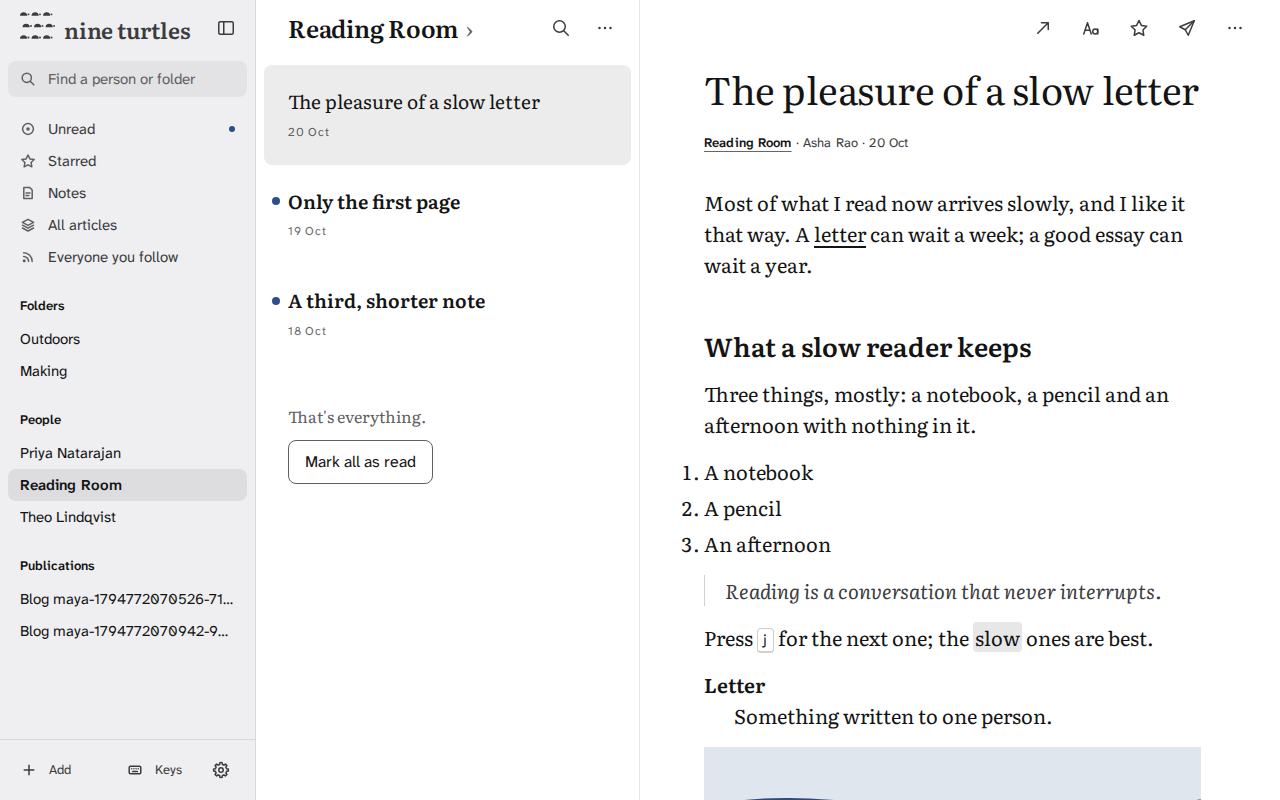 nine turtles
Find a person or folder
Unread
Starred
Notes
All articles
Everyone you follow
Folders
Outdoors
Making
People
Priya Natarajan
Reading Room
Theo Lindqvist
Publications
Blog maya-1794772070526-71...
Blog maya-1794772070942-9...
Add
Keys
Reading Room ›
The pleasure of a slow letter
20 Oct
Only the first page
19 Oct
A third, shorter note
18 Oct
That's everything.
Mark all as read
Aa
The pleasure of a slow letter
Reading Room · Asha Rao · 20 Oct
Most of what I read now arrives slowly, and I like it
that way. A letter can wait a week; a good essay can
wait a year.
What a slow reader keeps
Three things, mostly: a notebook, a pencil and an
afternoon with nothing in it.
1. A notebook
2. A pencil
3. An afternoon
Reading is a conversation that never interrupts.
Press j for the next one; the slow ones are best.
Letter
Something written to one person.